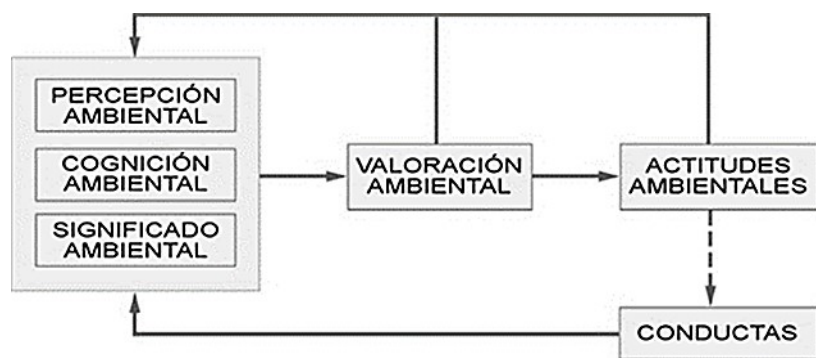 PERCEPCIÓN
AMBIENTAL
COGNICIÓN
AMBIENTAL
SIGNIFICADO
AMBIENTAL
VALORACIÓN
AMBIENTAL
ACTITUDES
AMBIENTALES
CONDUCTAS